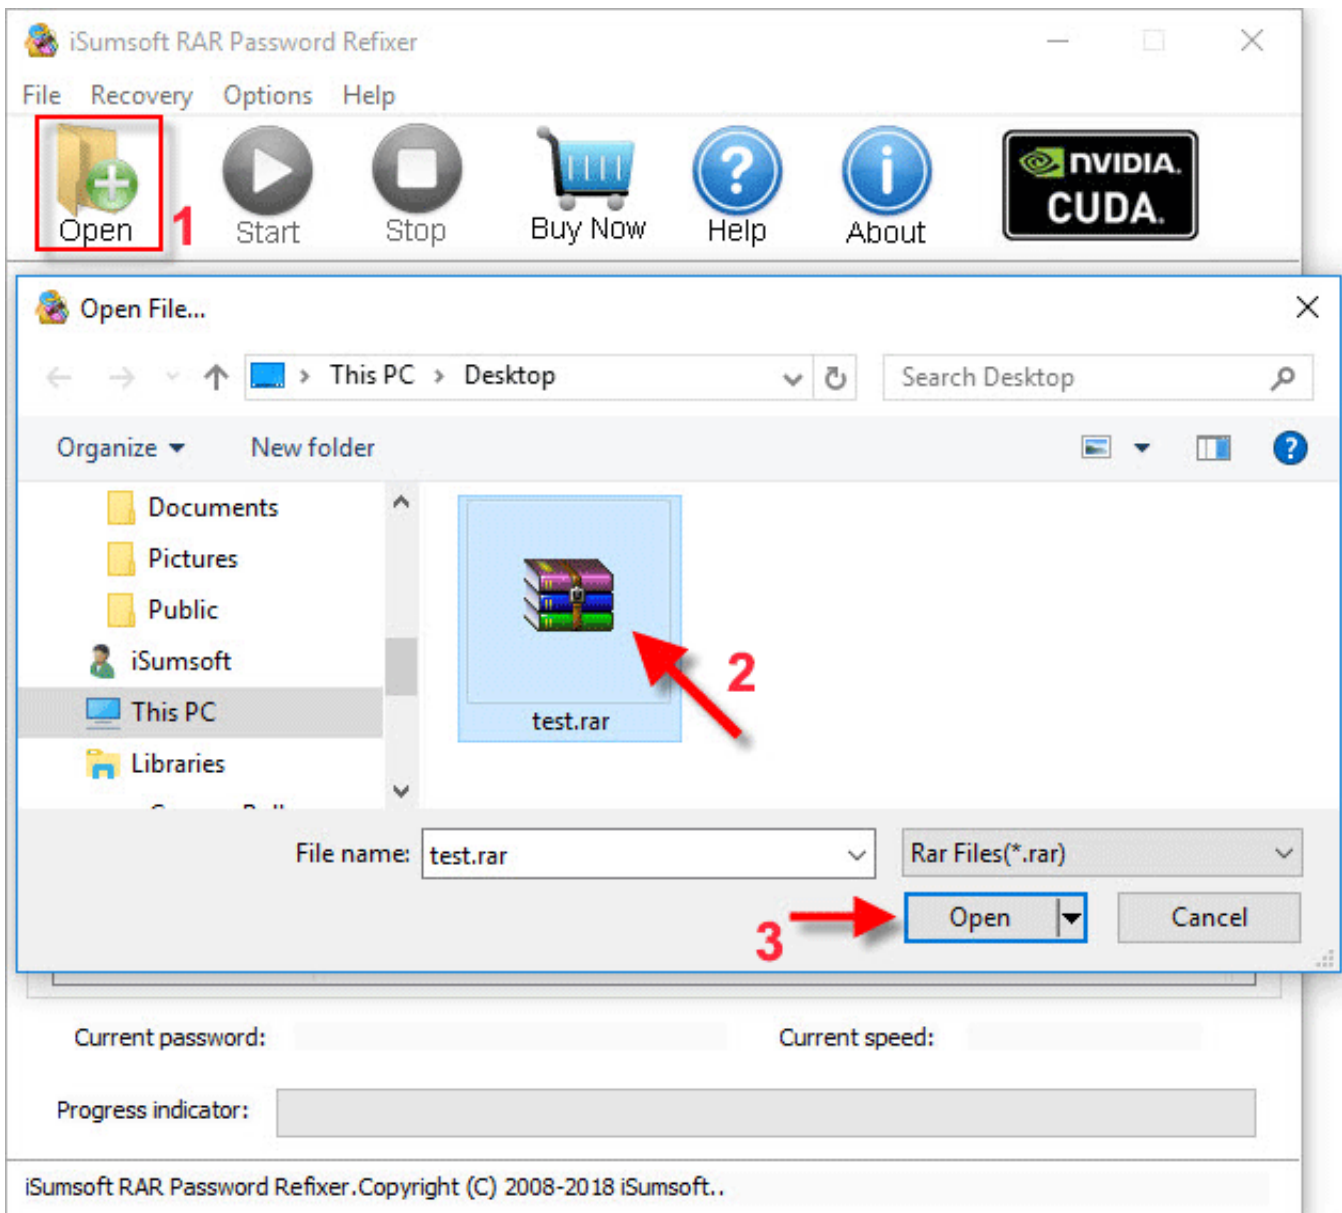 iSumsoft RAR Password Refixer
File Recovery Options Help
Open 1 Start Stop Buy Now Help About NVIDIA. CUDA.
Open File...
This PC > Desktop Search Desktop
Organize New folder
Documents
Pictures
Public
iSumsoft
This PC
Libraries
2
test.rar
File name: test.rar Rar Files(*.rar)
3 Open Cancel
Current password: Current speed:
Progress indicator:
iSumsoft RAR Password Refixer.Copyright (C) 2008-2018 iSumsoft..